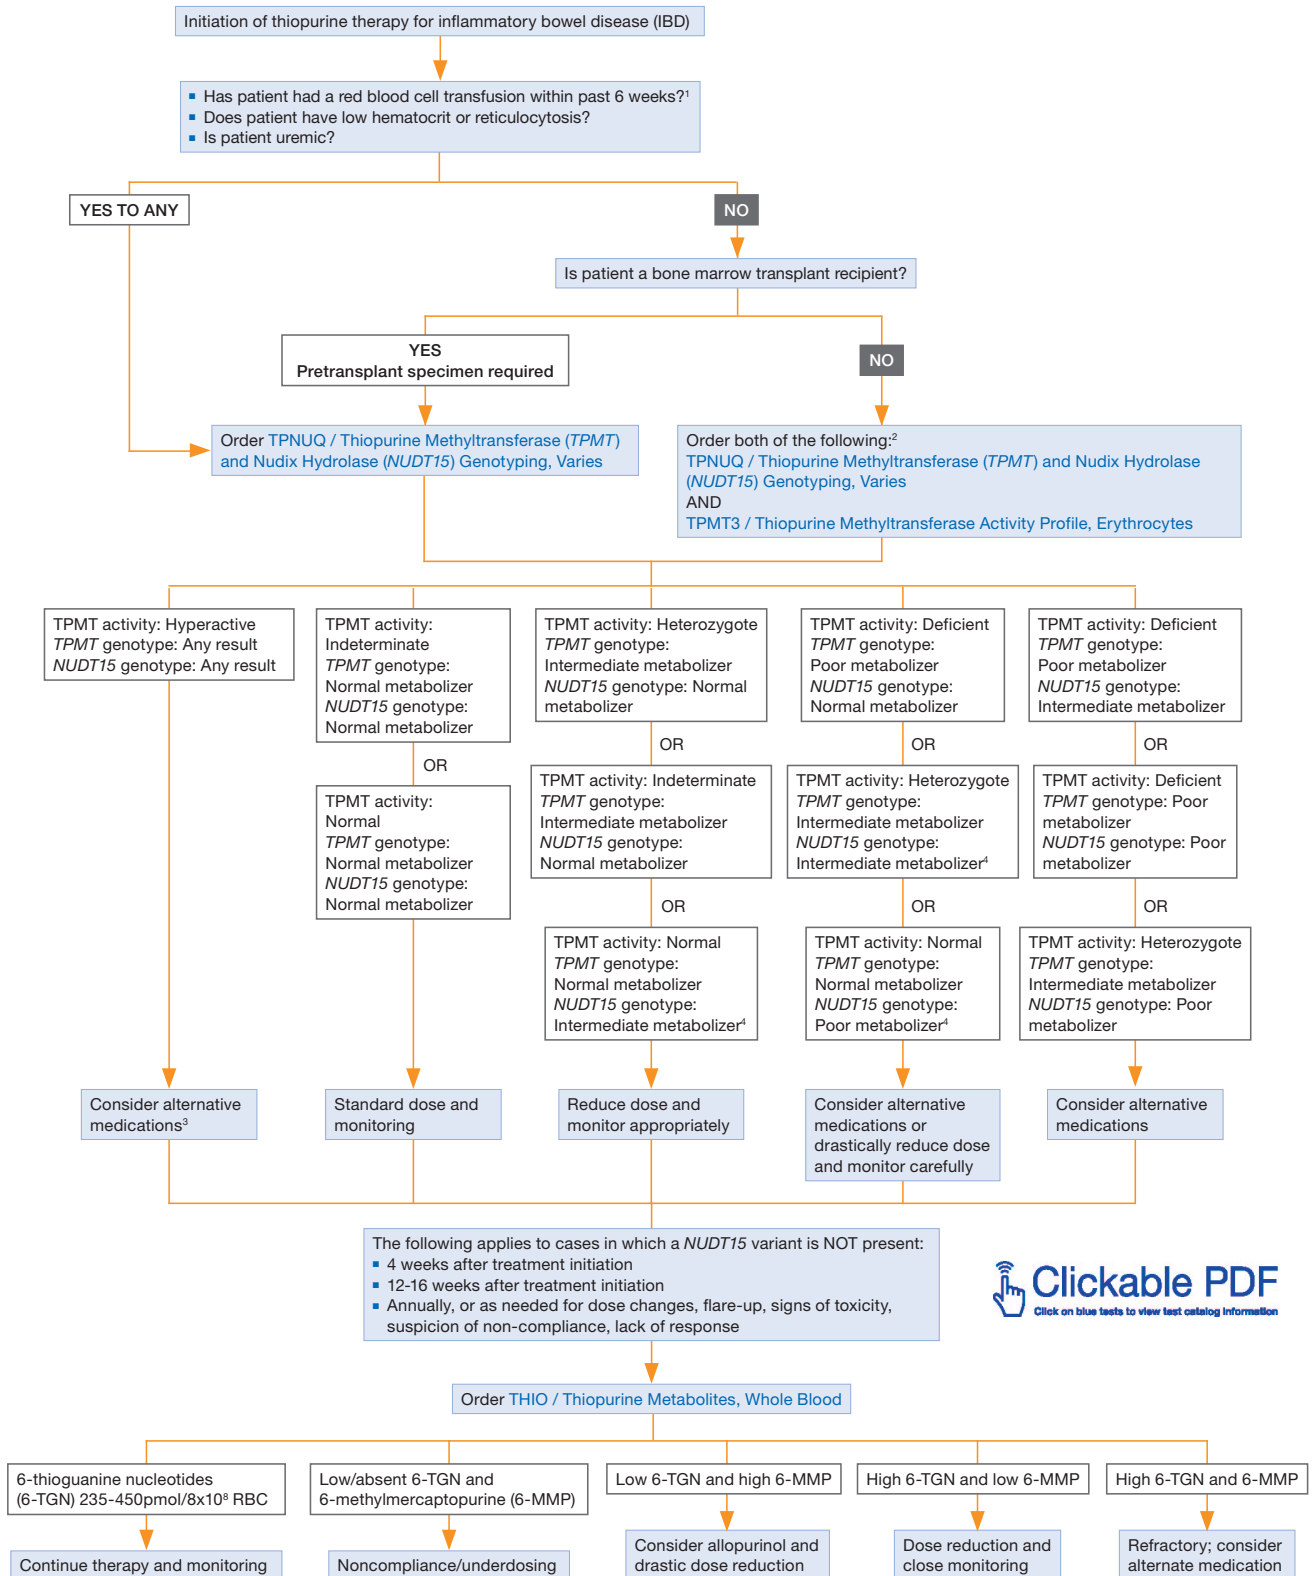 Initiation of thiopurine therapy for inflammatory bowel disease (IBD)
▪ Has patient had a red blood cell transfusion within past 6 weeks?¹
▪ Does patient have low hematocrit or reticulocytosis?
▪ Is patient uremic?
YES TO ANY
NO
Is patient a bone marrow transplant recipient?
YES
Pretransplant specimen required
NO
Order TPNUQ / Thiopurine Methyltransferase (TPMT)
and Nudix Hydrolase (NUDT15) Genotyping, Varies
Order both of the following:²
TPNUQ / Thiopurine Methyltransferase (TPMT) and Nudix Hydrolase
(NUDT15) Genotyping, Varies
AND
TPMT3 / Thiopurine Methyltransferase Activity Profile, Erythrocytes
TPMT activity: Hyperactive
TPMT genotype: Any result
NUDT15 genotype: Any result
TPMT activity:
Indeterminate
TPMT genotype:
Normal metabolizer
NUDT15 genotype:
Normal metabolizer
OR
TPMT activity:
Normal
TPMT genotype:
Normal metabolizer
NUDT15 genotype:
Normal metabolizer
TPMT activity: Heterozygote
TPMT genotype:
Intermediate metabolizer
NUDT15 genotype: Normal
metabolizer
OR
TPMT activity: Indeterminate
TPMT genotype:
Intermediate metabolizer
NUDT15 genotype:
Normal metabolizer
OR
TPMT activity: Normal
TPMT genotype:
Normal metabolizer
NUDT15 genotype:
Intermediate metabolizer⁴
TPMT activity: Deficient
TPMT genotype:
Poor metabolizer
NUDT15 genotype:
Normal metabolizer
OR
TPMT activity: Heterozygote
TPMT genotype:
Intermediate metabolizer
NUDT15 genotype:
Intermediate metabolizer⁴
OR
TPMT activity: Normal
TPMT genotype:
Normal metabolizer
NUDT15 genotype:
Poor metabolizer⁴
TPMT activity: Deficient
TPMT genotype:
Poor metabolizer
NUDT15 genotype:
Intermediate metabolizer
OR
TPMT activity: Deficient
TPMT genotype: Poor
metabolizer
NUDT15 genotype: Poor
metabolizer
OR
TPMT activity: Heterozygote
TPMT genotype:
Intermediate metabolizer
NUDT15 genotype: Poor
metabolizer
Consider alternative
medications³
Standard dose and
monitoring
Reduce dose and
monitor appropriately
Consider alternative
medications or
drastically reduce dose
and monitor carefully
Consider alternative
medications
The following applies to cases in which a NUDT15 variant is NOT present:
▪ 4 weeks after treatment initiation
▪ 12-16 weeks after treatment initiation
▪ Annually, or as needed for dose changes, flare-up, signs of toxicity,
suspicion of non-compliance, lack of response
Clickable PDF
Click on blue tests to view test catalog information
Order THIO / Thiopurine Metabolites, Whole Blood
6-thioguanine nucleotides
(6-TGN) 235-450pmol/8x10⁸ RBC
Low/absent 6-TGN and
6-methylmercaptopurine (6-MMP)
Low 6-TGN and high 6-MMP
High 6-TGN and low 6-MMP
High 6-TGN and 6-MMP
Continue therapy and monitoring
Noncompliance/underdosing
Consider allopurinol and
drastic dose reduction
Dose reduction and
close monitoring
Refractory; consider
alternate medication